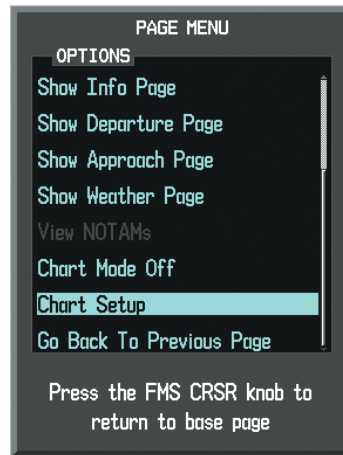 PAGE MENU
OPTIONS
Show Info Page
Show Departure Page
Show Approach Page
Show Weather Page
View NOTAMs
Chart Mode Off
Chart Setup
Go Back To Previous Page
Press the FMS CRSR knob to
return to base page